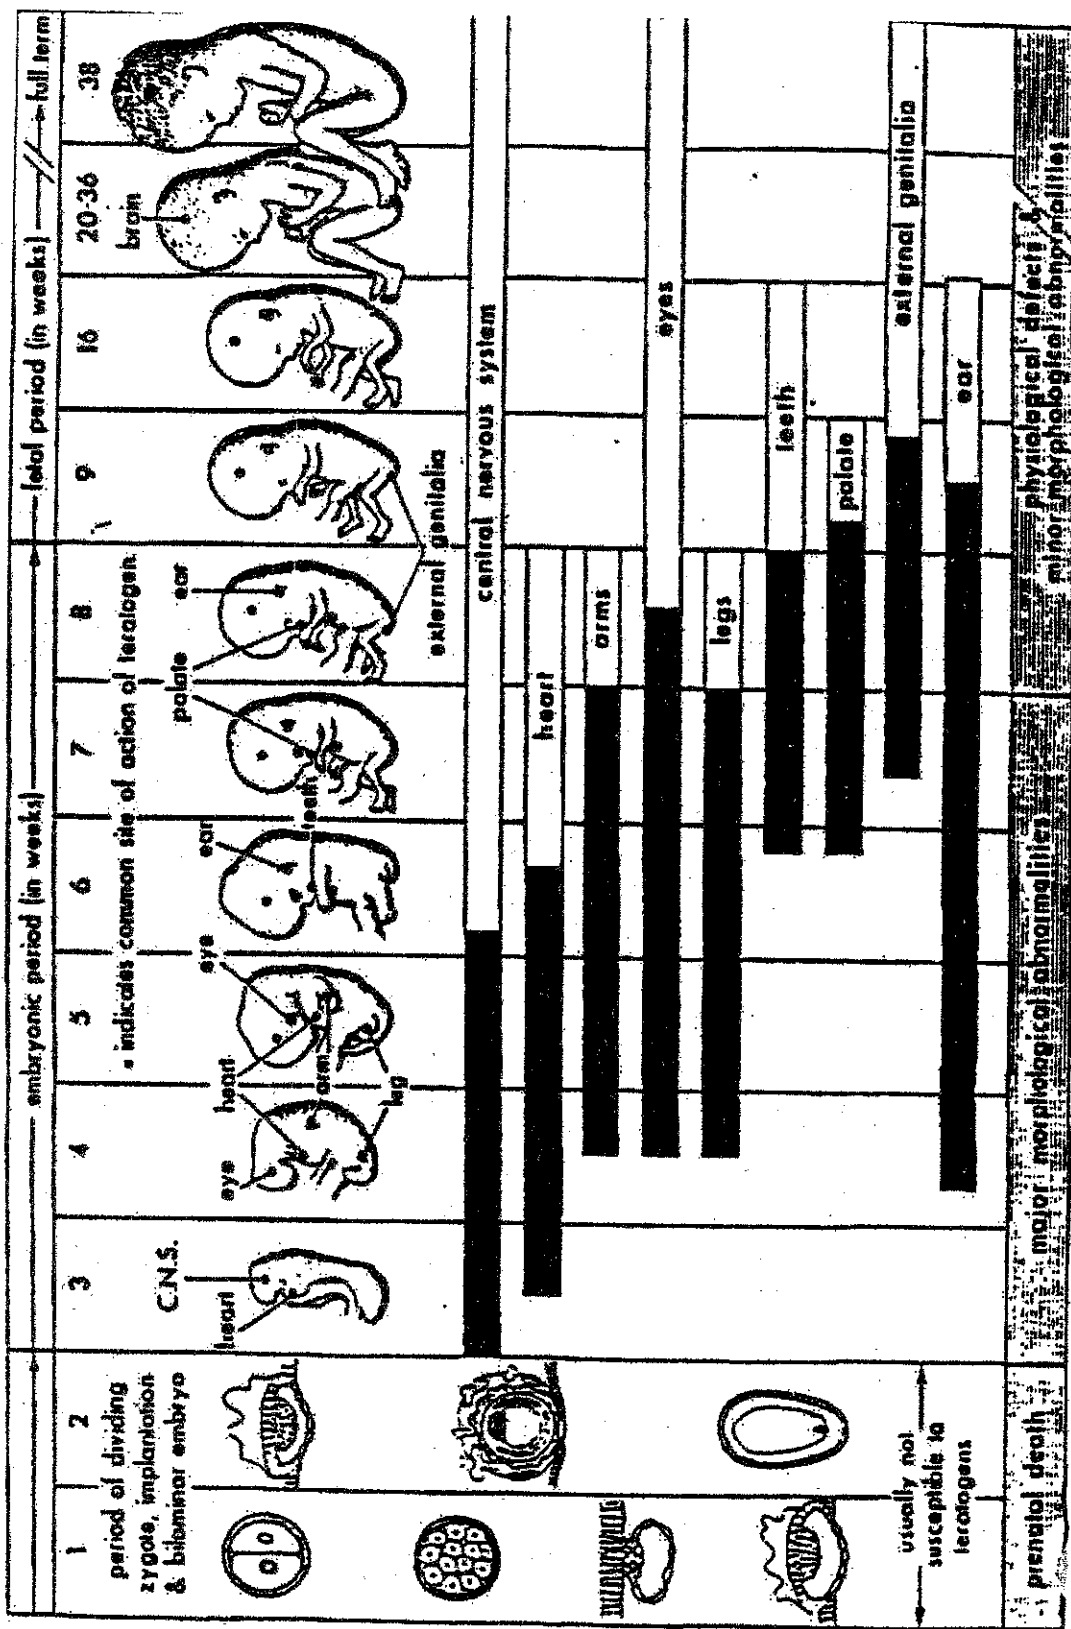 embryonic period (in weeks)
fetal period (in weeks)
full term
1
2
3
4
5
6
7
8
9
16
20-36
38
period of dividing
zygote, implantation
& bilaminar embryo
• indicates common site of action of teratogen
C.N.S.
heart
eye
heart
arm
leg
eye
ear
teeth
palate
ear
brain
external genitalia
central nervous system
heart
arms
eyes
legs
teeth
palate
external genitalia
ear
usually not
susceptible to
teratogens
prenatal death
major morphological abnormalities
physiological defects &
minor morphological abnormalities